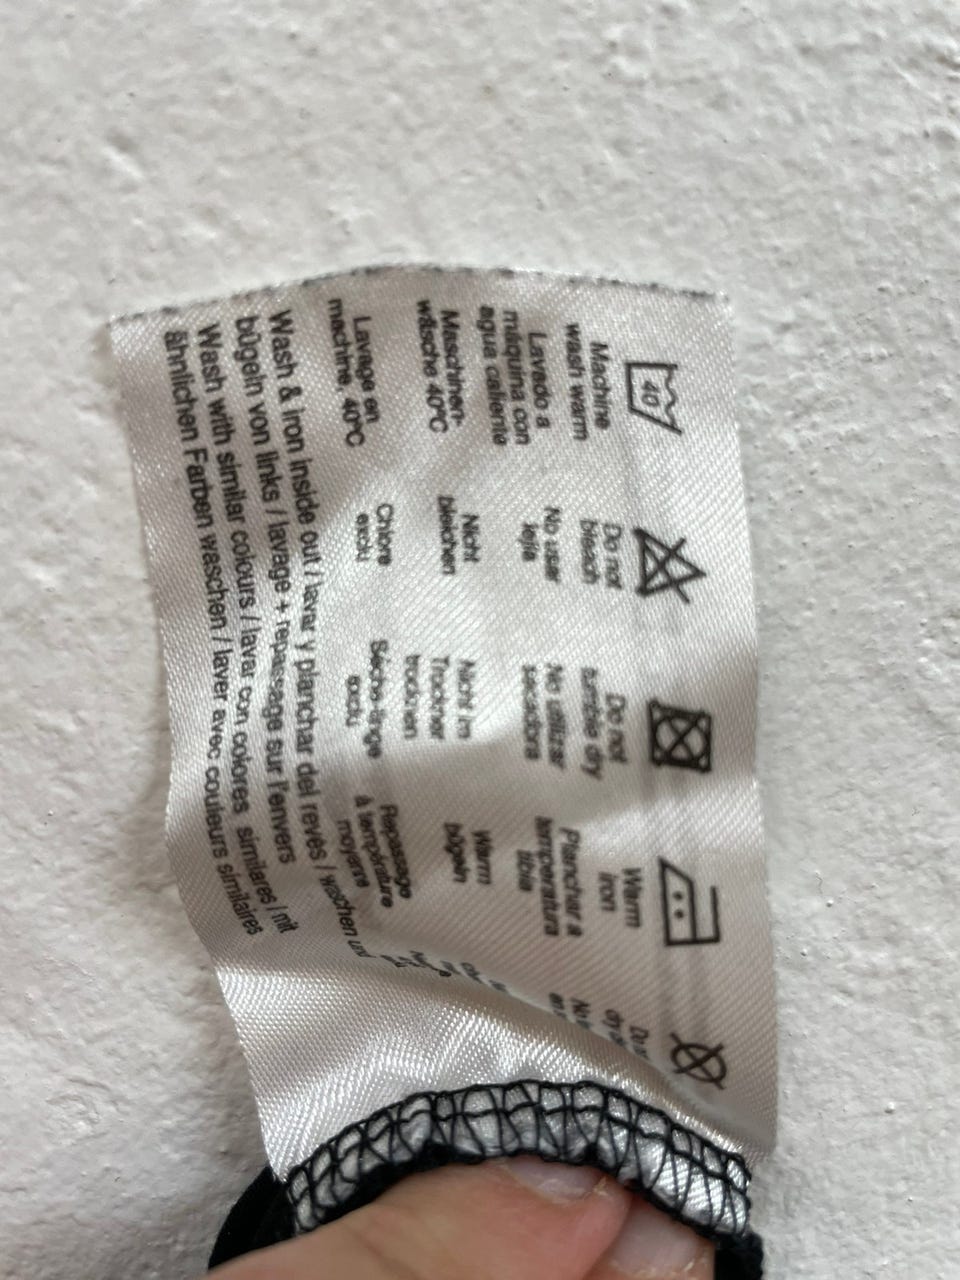 40
Machine
wash warm
Lavado a
máquina con
agua caliente
Maschinen-
wäsche 40°C
Lavage en
machine, 40°C
Do not
bleach
No usar
lejia
Nicht
bleichen
Chlore
exclu
Do not
tumble dry
No utilizar
secadora
Nicht im
Trockner
trocknen
Sèche-linge
exclu
Warm
iron
Planchar a
temperatura
tibia
Warm
bügeln
Repassage
à température
moyenne
Wash & iron inside out / lavar y planchar del revés / waschen und
bügeln von links / lavage + repassage sur l'envers
Wash with similar colours / lavar con colores similares / mit
ähnlichen Farben waschen / laver avec couleurs similaires